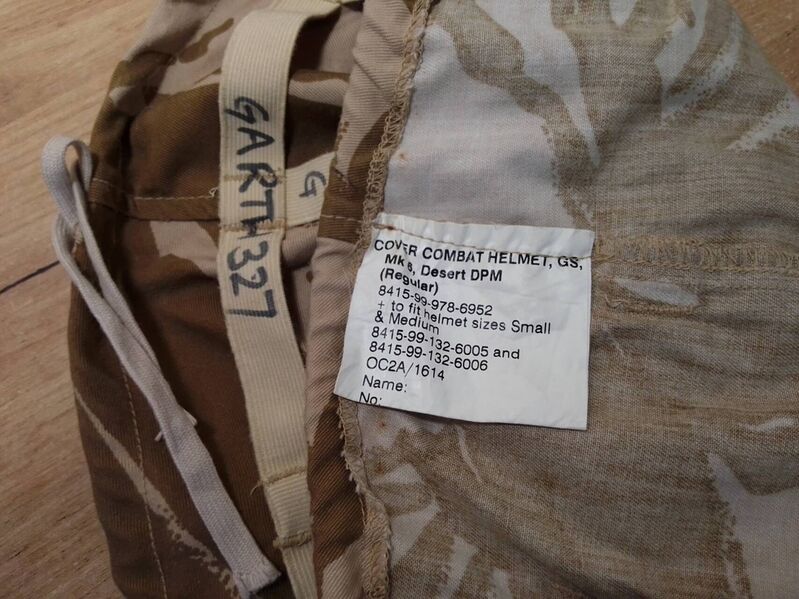 GARTH327
G
COVER COMBAT HELMET, GS,
Mk 6, Desert DPM
(Regular)
8415-99-978-6952
+ to fit helmet sizes Small
& Medium
8415-99-132-6005 and
8415-99-132-6006
OC2A/1614
Name:
No: